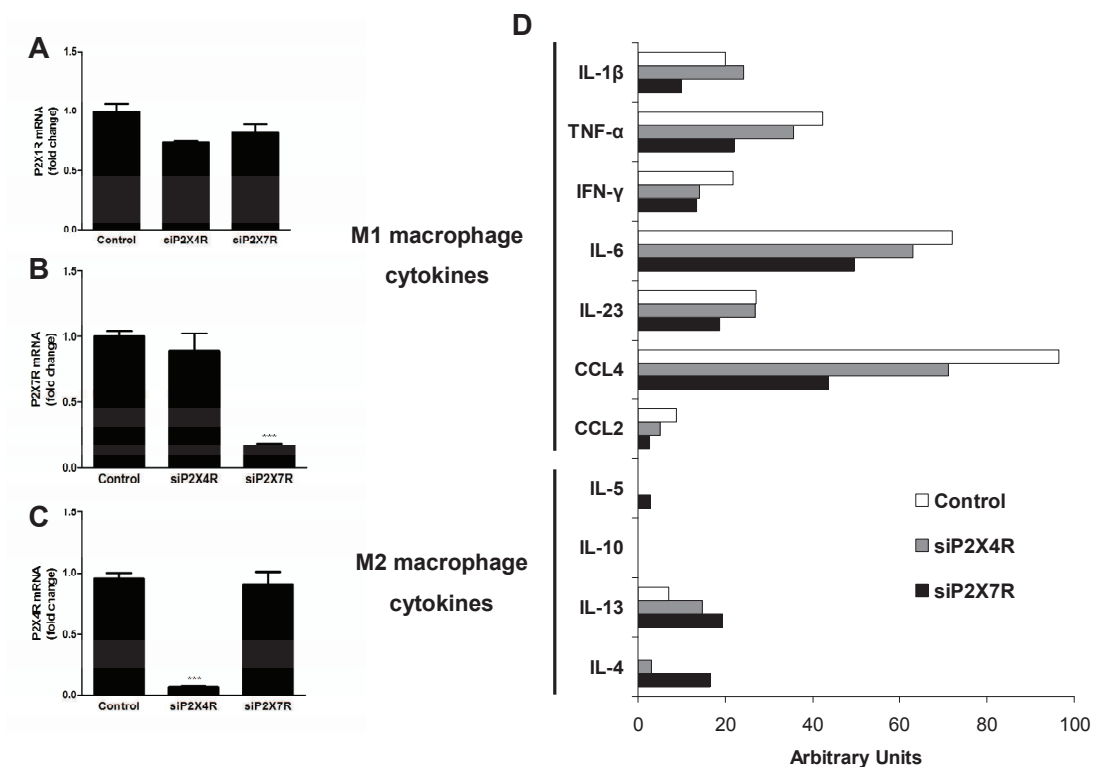 A
1.5
1.0
0.5
0.0
P2X1R mRNA
(fold change)
Control siP2X4R siP2X7R
B
1.5
1.0
0.5
0.0
P2X7R mRNA
(fold change)
***
Control siP2X4R siP2X7R
C
1.5
1.0
0.5
0.0
P2X4R mRNA
(fold change)
***
Control siP2X4R siP2X7R
M1 macrophage
cytokines
M2 macrophage
cytokines
D
IL-1β
TNF-α
IFN-γ
IL-6
IL-23
CCL4
CCL2
IL-5
IL-10
IL-13
IL-4
Control
siP2X4R
siP2X7R
0 20 40 60 80 100
Arbitrary Units